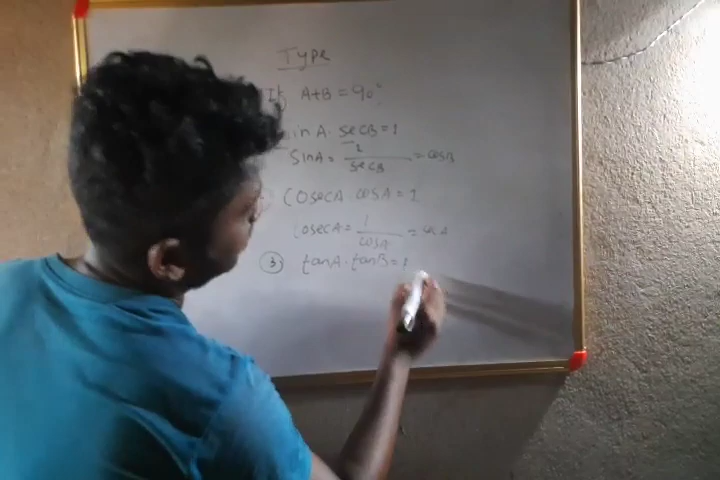 Type
If A+B=90°
sinA. secB=1
sinA= 1/secB =cosB
cosecA.cosA=1
cosecA= 1/cosA =
③ tanA.tanB=1